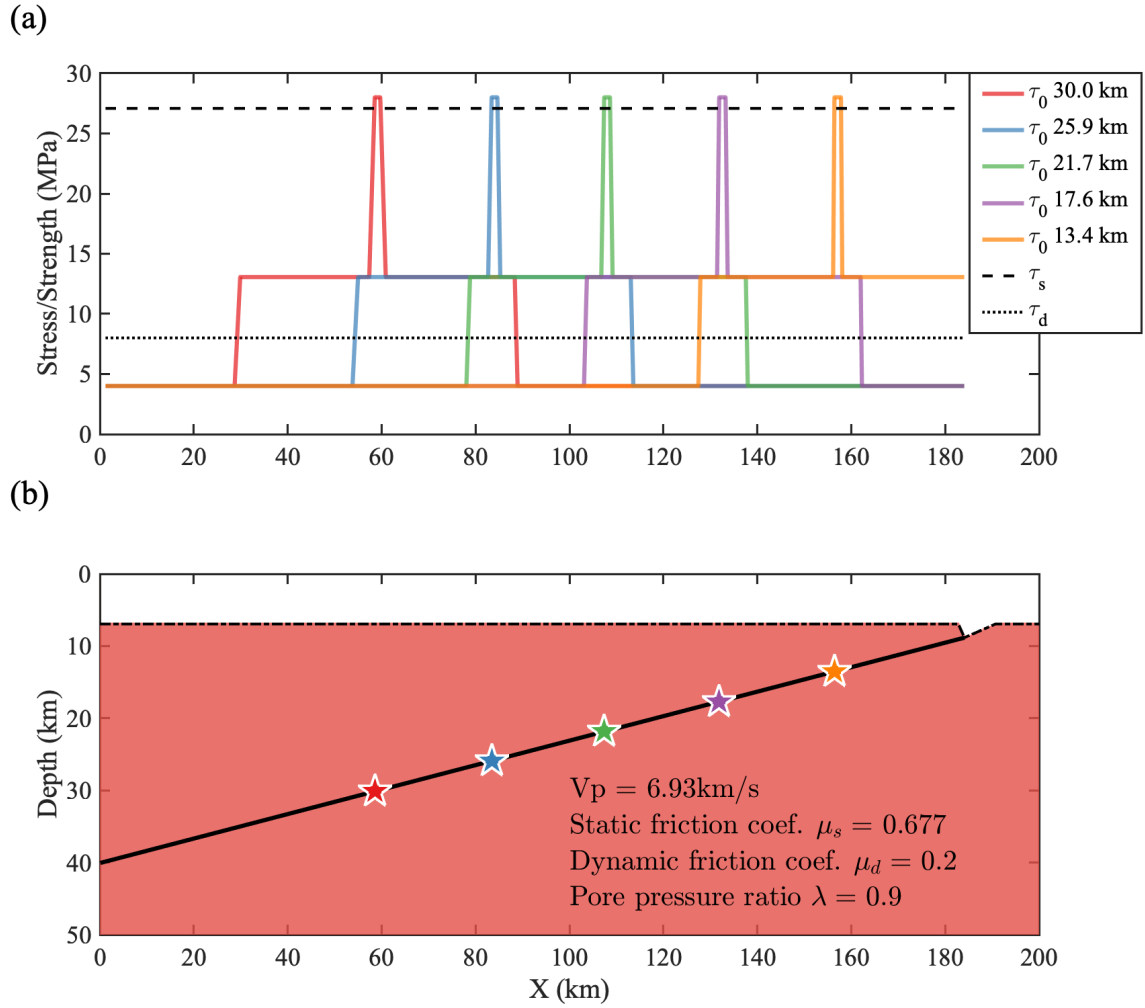 (a)
30
25
20
15
10
5
0
Stress/Strength (MPa)
0 20 40 60 80 100 120 140 160 180 200
τ0 30.0 km
τ0 25.9 km
τ0 21.7 km
τ0 17.6 km
τ0 13.4 km
τs
τd
(b)
0
10
20
30
40
50
Depth (km)
Vp = 6.93km/s
Static friction coef. μs = 0.677
Dynamic friction coef. μd = 0.2
Pore pressure ratio λ = 0.9
0 20 40 60 80 100 120 140 160 180 200
X (km)